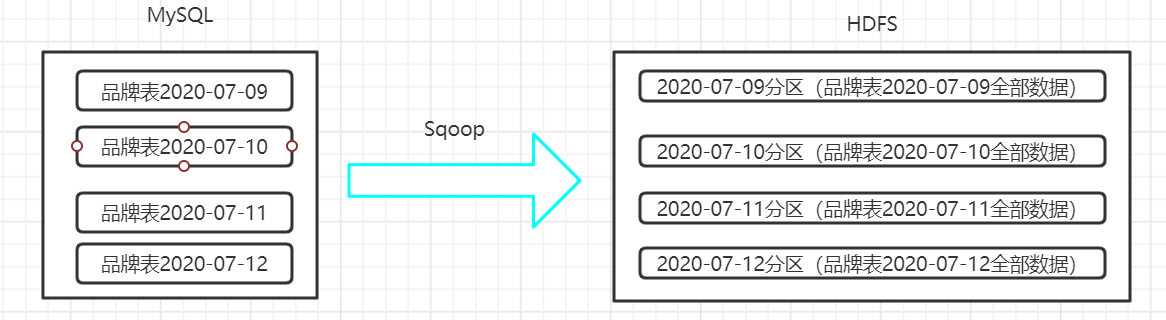 MySQL
品牌表2020-07-09
品牌表2020-07-10
品牌表2020-07-11
品牌表2020-07-12
Sqoop
HDFS
2020-07-09分区（品牌表2020-07-09全部数据）
2020-07-10分区（品牌表2020-07-10全部数据）
2020-07-11分区（品牌表2020-07-11全部数据）
2020-07-12分区（品牌表2020-07-12全部数据）